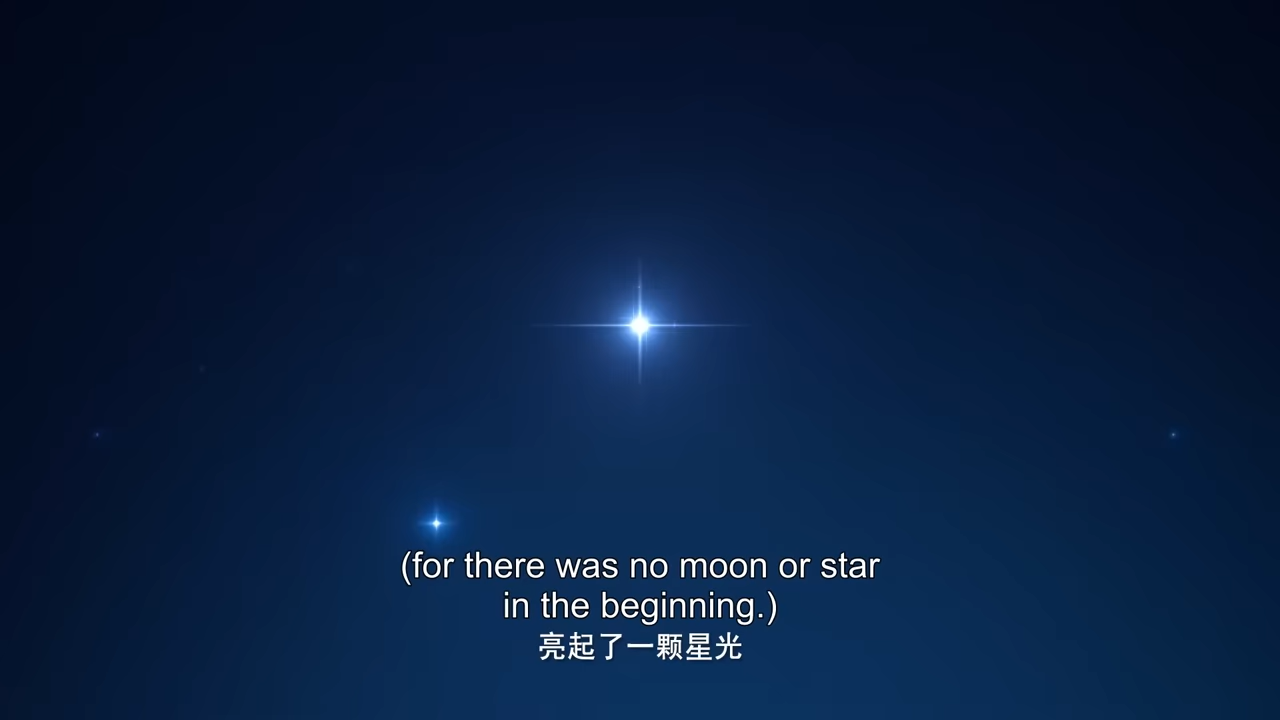 (for there was no moon or star
in the beginning.)
亮起了一颗星光